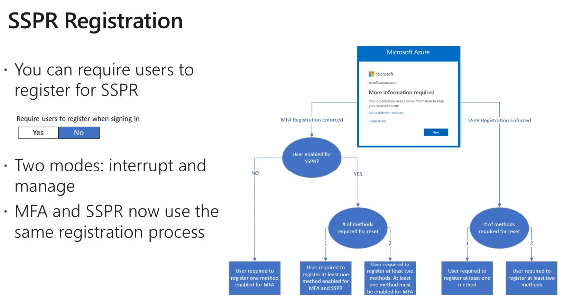 SSPR Registration
· You can require users to
register for SSPR
Require users to register when signing in
Yes No
· Two modes: interrupt and
manage
· MFA and SSPR now use the
same registration process
Microsoft Azure
Microsoft
More information required
Your organization needs more information to keep
your account secure
Use a different account
Learn more
Next
MFA Registration Enforced
SSPR Registration Enforced
User enabled for
SSPR?
NO
YES
# of methods
required for reset
# of methods
required for reset
1
2
1
2
User required to
register one method
enabled for MFA
User required to
register at least one
method enabled for
MFA and SSPR
User required to
register at least two
methods. At least
one method must
be enabled for MFA
User required to
register at least one
method
User required to
register at least two
methods.